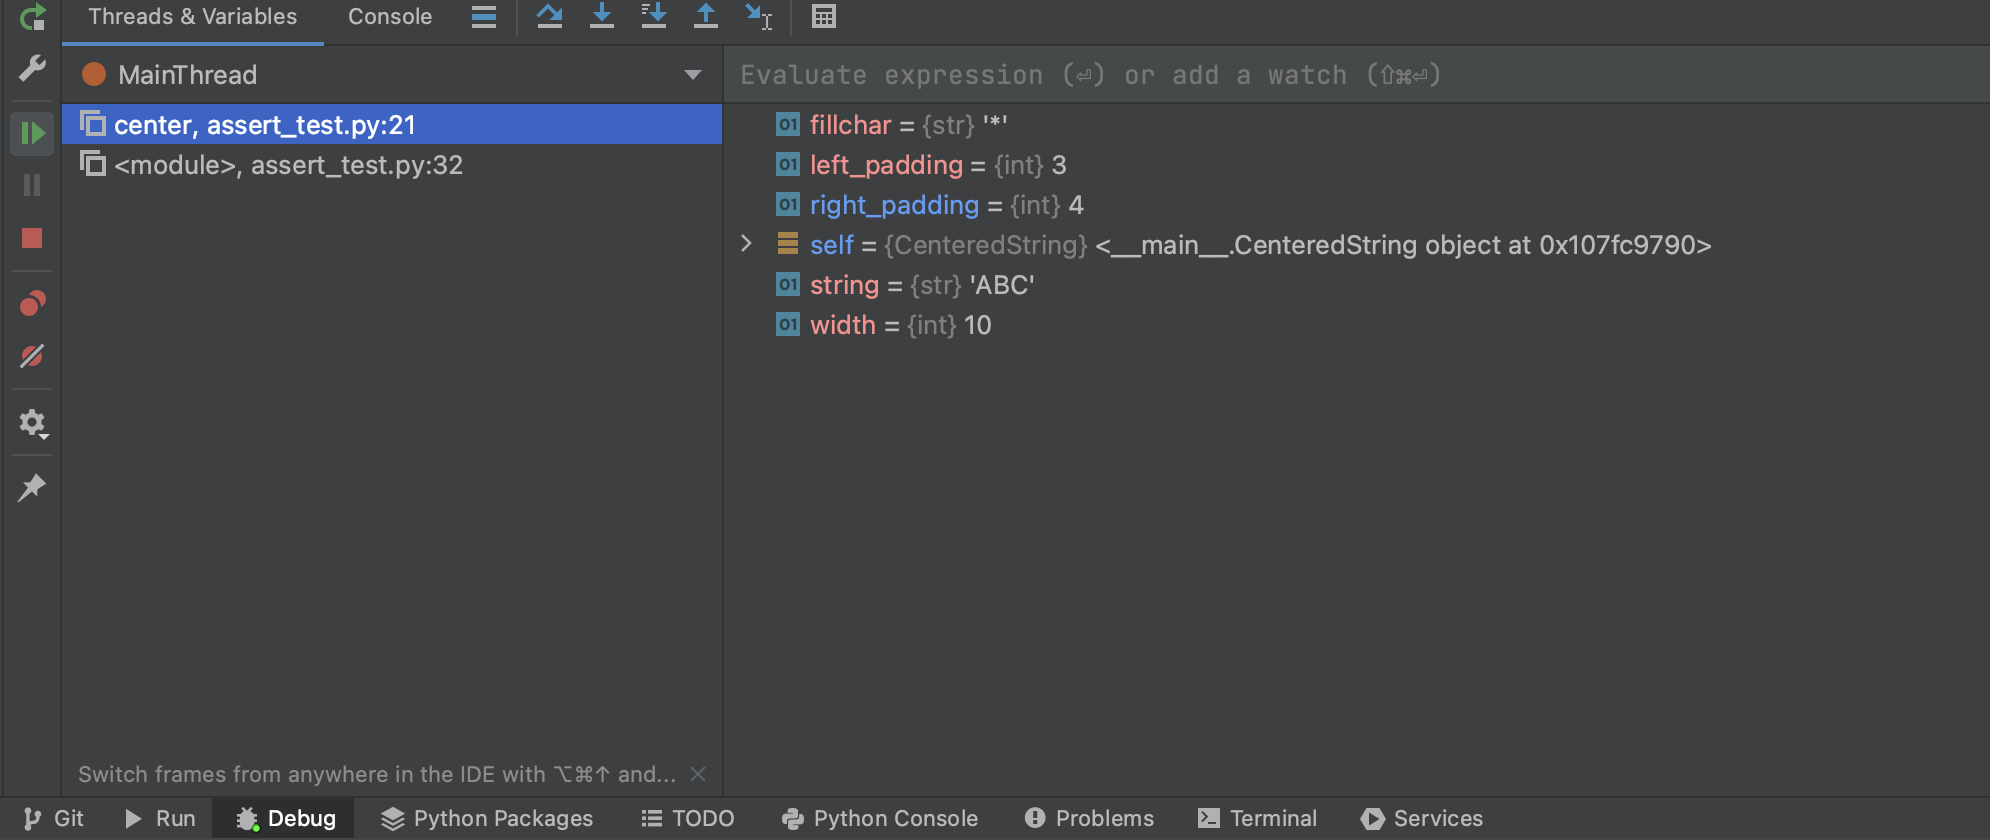 Threads & Variables Console
MainThread
Evaluate expression (⏎) or add a watch (⇧⌘⏎)
center, assert_test.py:21
<module>, assert_test.py:32
01 fillchar = {str} '*'
01 left_padding = {int} 3
01 right_padding = {int} 4
self = {CenteredString} <__main__.CenteredString object at 0x107fc9790>
01 string = {str} 'ABC'
01 width = {int} 10
Switch frames from anywhere in the IDE with ⌥⌘↑ and...
Git Run Debug Python Packages TODO Python Console Problems Terminal Services